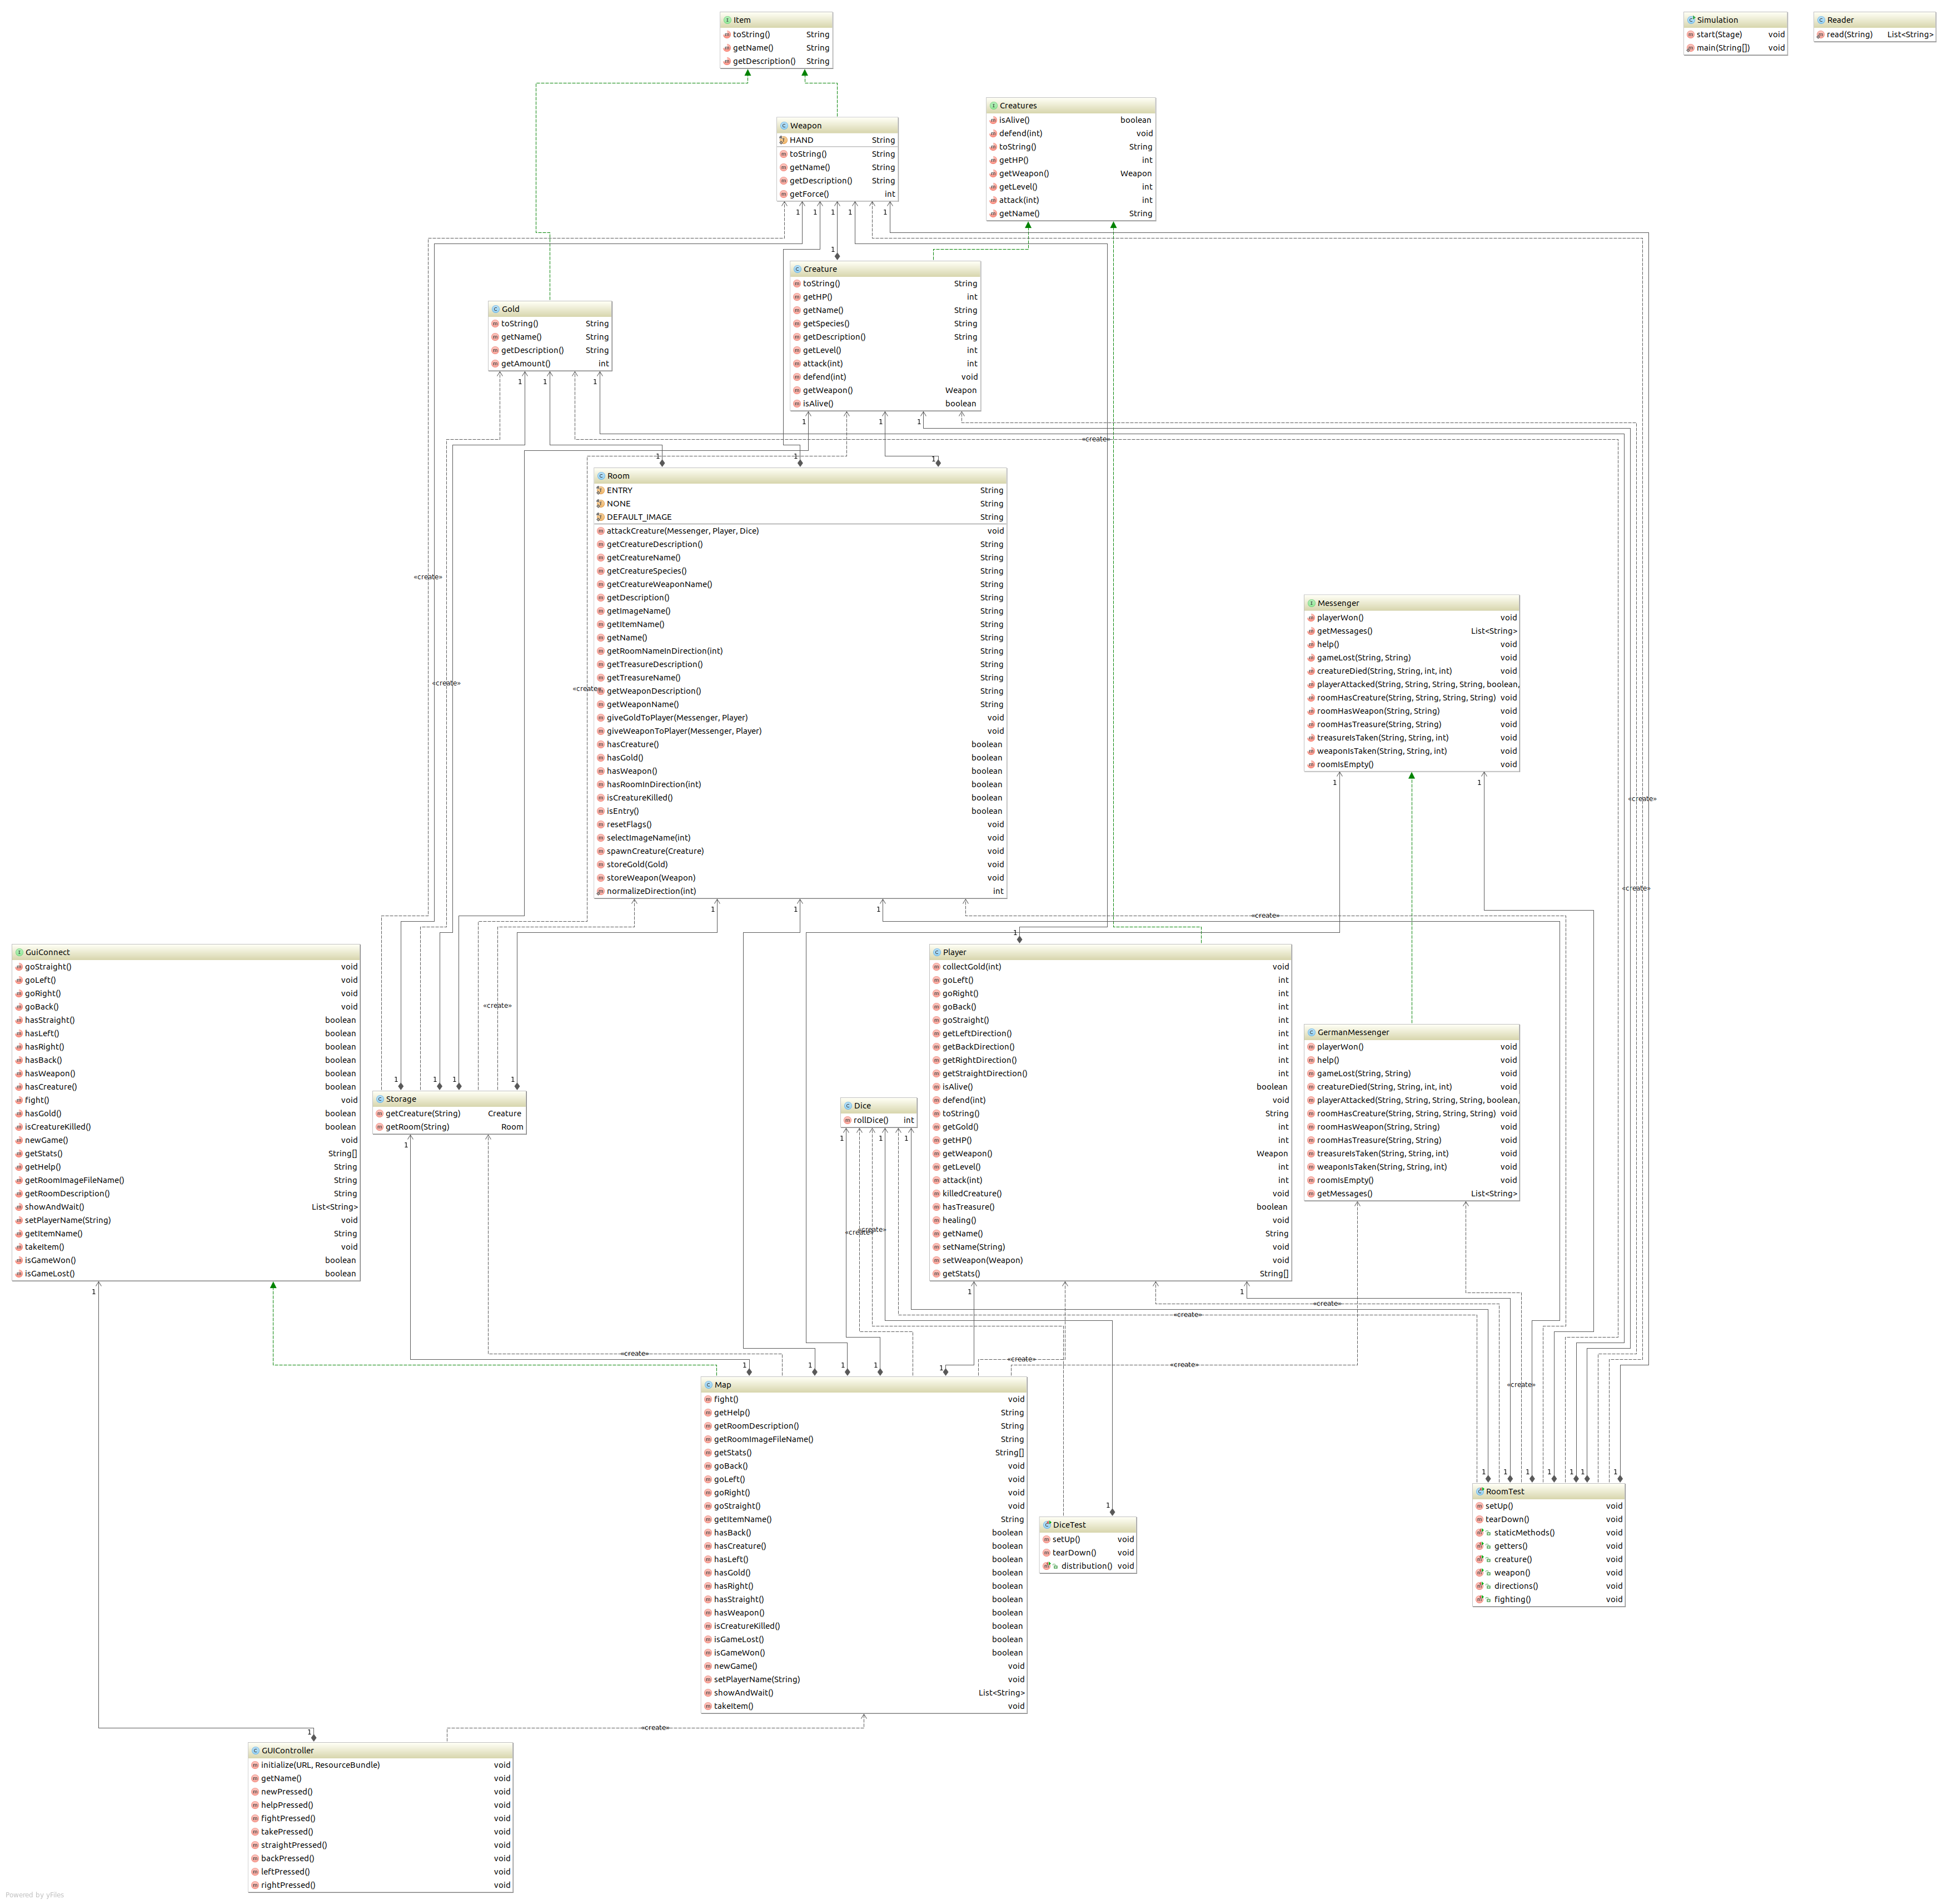 Item
toString() String
getName() String
getDescription() String
Simulation
start(Stage) void
main(String[]) void
Reader
read(String) List<String>
Creatures
isAlive() boolean
defend(int) void
toString() String
getHP() int
getWeapon() Weapon
getLevel() int
attack(int) int
getName() String
Weapon
HAND String
toString() String
getName() String
getDescription() String
getForce() int
1 1 1 1 1
1
Creature
toString() String
getHP() int
getName() String
getSpecies() String
getDescription() String
getLevel() int
attack(int) int
defend(int) void
getWeapon() Weapon
isAlive() boolean
Gold
toString() String
getName() String
getDescription() String
getAmount() int
1 1 1
1 1 1
«create»
1 1 1
Room
ENTRY String
NONE String
DEFAULT_IMAGE String
attackCreature(Messenger, Player, Dice) void
getCreatureDescription() String
getCreatureName() String
getCreatureSpecies() String
getCreatureWeaponName() String
getDescription() String
getImageName() String
getItemName() String
getName() String
getRoomNameInDirection(int) String
getTreasureDescription() String
getTreasureName() String
getWeaponDescription() String
getWeaponName() String
giveGoldToPlayer(Messenger, Player) void
giveWeaponToPlayer(Messenger, Player) void
hasCreature() boolean
hasGold() boolean
hasWeapon() boolean
hasRoomInDirection(int) boolean
isCreatureKilled() boolean
isEntry() boolean
resetFlags() void
selectImageName(int) void
spawnCreature(Creature) void
storeGold(Gold) void
storeWeapon(Weapon) void
normalizeDirection(int) int
«create»
«create»
«create»
Messenger
playerWon() void
getMessages() List<String>
help() void
gameLost(String, String) void
creatureDied(String, String, int, int) void
playerAttacked(String, String, String, String, boolean,
roomHasCreature(String, String, String, String) void
roomHasWeapon(String, String) void
roomHasTreasure(String, String) void
treasureIsTaken(String, String, int) void
weaponIsTaken(String, String, int) void
roomIsEmpty() void
1 1
«create»
«create»
1 1 1
«create»
1
GuiConnect
goStraight() void
goLeft() void
goRight() void
goBack() void
hasStraight() boolean
hasLeft() boolean
hasRight() boolean
hasBack() boolean
hasWeapon() boolean
hasCreature() boolean
fight() void
hasGold() boolean
isCreatureKilled() boolean
newGame() void
getStats() String[]
getHelp() String
getRoomImageFileName() String
getRoomDescription() String
showAndWait() List<String>
setPlayerName(String) void
getItemName() String
takeItem() void
isGameWon() boolean
isGameLost() boolean
Player
collectGold(int) void
goLeft() int
goRight() int
goBack() int
goStraight() int
getLeftDirection() int
getBackDirection() int
getRightDirection() int
getStraightDirection() int
isAlive() boolean
defend(int) void
toString() String
getGold() int
getHP() int
getWeapon() Weapon
getLevel() int
attack(int) int
killedCreature() void
hasTreasure() boolean
healing() void
getName() String
setName(String) void
setWeapon(Weapon) void
getStats() String[]
«create»
1 1 1 1
Storage
getCreature(String) Creature
getRoom(String) Room
1
Dice
rollDice() int
1 1 1
«create»
«create»
GermanMessenger
playerWon() void
help() void
gameLost(String, String) void
creatureDied(String, String, int, int) void
playerAttacked(String, String, String, String, boolean,
roomHasCreature(String, String, String, String) void
roomHasWeapon(String, String) void
roomHasTreasure(String, String) void
treasureIsTaken(String, String, int) void
weaponIsTaken(String, String, int) void
roomIsEmpty() void
getMessages() List<String>
1 1 1
«create»
«create»
«create»
«create»
«create»
1 1 1 1 1
«create»
Map
fight() void
getHelp() String
getRoomDescription() String
getRoomImageFileName() String
getStats() String[]
goBack() void
goLeft() void
goRight() void
goStraight() void
getItemName() String
hasBack() boolean
hasCreature() boolean
hasLeft() boolean
hasGold() boolean
hasRight() boolean
hasStraight() boolean
hasWeapon() boolean
isCreatureKilled() boolean
isGameLost() boolean
isGameWon() boolean
newGame() void
setPlayerName(String) void
showAndWait() List<String>
takeItem() void
1 1 1 1 1 1 1
RoomTest
setUp() void
tearDown() void
staticMethods() void
getters() void
creature() void
weapon() void
directions() void
fighting() void
1
DiceTest
setUp() void
tearDown() void
distribution() void
1
«create»
GUIController
initialize(URL, ResourceBundle) void
getName() void
newPressed() void
helpPressed() void
fightPressed() void
takePressed() void
straightPressed() void
backPressed() void
leftPressed() void
rightPressed() void
Powered by yFiles